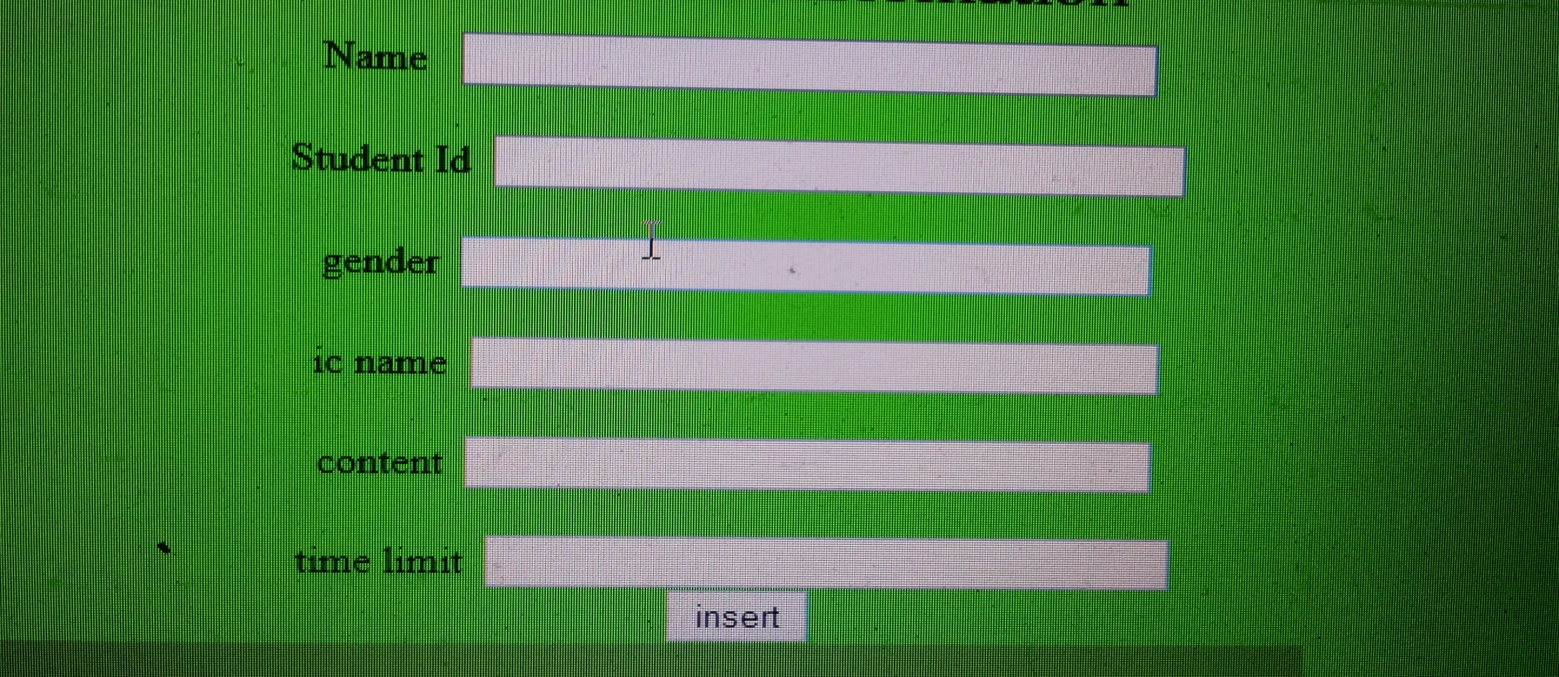 Name
Student Id
gender
ic name
content
time limit
insert